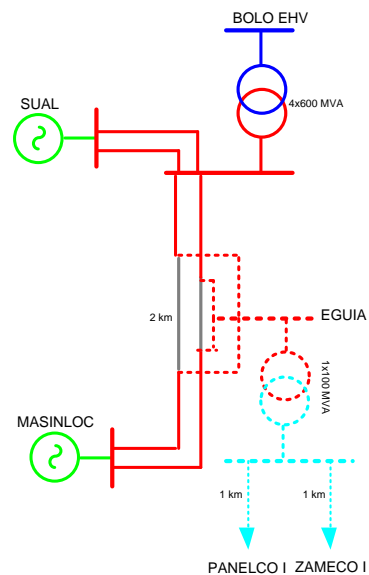 BOLO EHV
4x600 MVA
SUAL
2 km
EGUIA
1x100 MVA
MASINLOC
1 km
1 km
PANELCO I
ZAMECO I